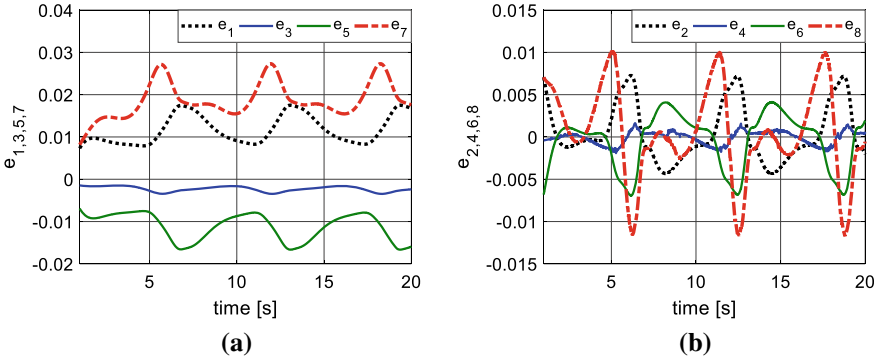 e1 e3 e5 e7
0.04
0.03
0.02
0.01
0
-0.01
-0.02
e1,3,5,7
5 10 15 20
time [s]
(a)
e2 e4 e6 e8
0.015
0.01
0.005
0
-0.005
-0.01
-0.015
e2,4,6,8
5 10 15 20
time [s]
(b)